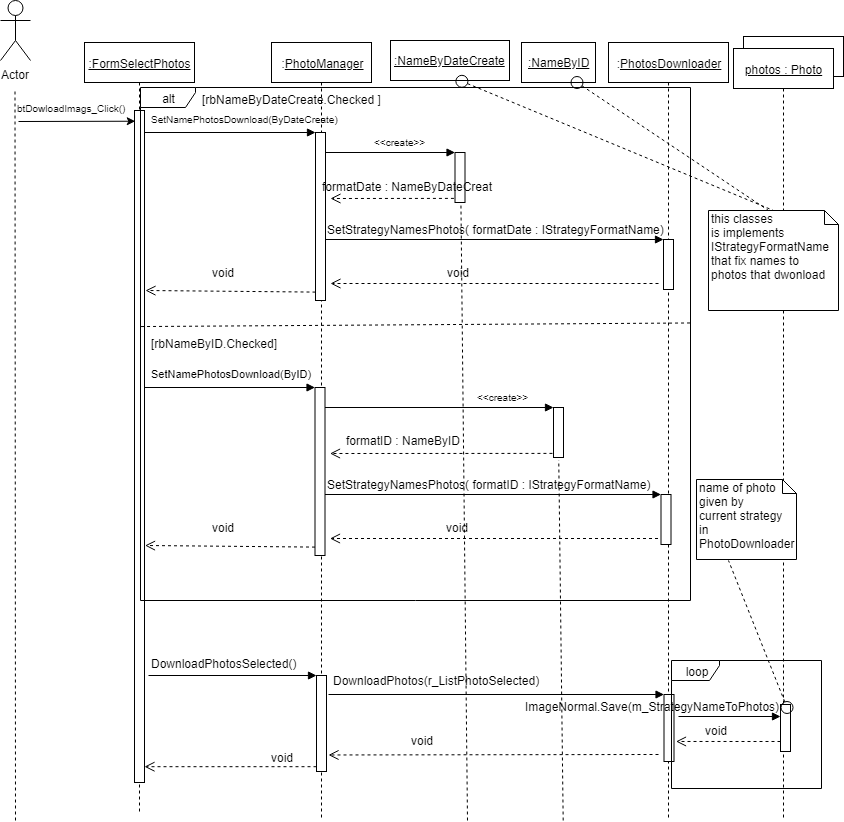 Actor
:FormSelectPhotos
:PhotoManager
:NameByDateCreate
:NameByID
:PhotosDownloader
photos : Photo
alt
[rbNameByDateCreate.Checked ]
btDowloadImags_Click()
SetNamePhotosDownload(ByDateCreate)
<<create>>
formatDate : NameByDateCreat
SetStrategyNamesPhotos( formatDate : IStrategyFormatName)
void
void
this classes
is implements
IStrategyFormatName
that fix names to
photos that dwonload
[rbNameByID.Checked]
SetNamePhotosDownload(ByID)
<<create>>
formatID : NameByID
SetStrategyNamesPhotos( formatID : IStrategyFormatName)
void
void
name of photo
given by
current strategy
in
PhotoDownloader
DownloadPhotosSelected()
DownloadPhotos(r_ListPhotoSelected)
loop
ImageNormal.Save(m_StrategyNameToPhotos)
void
void
void